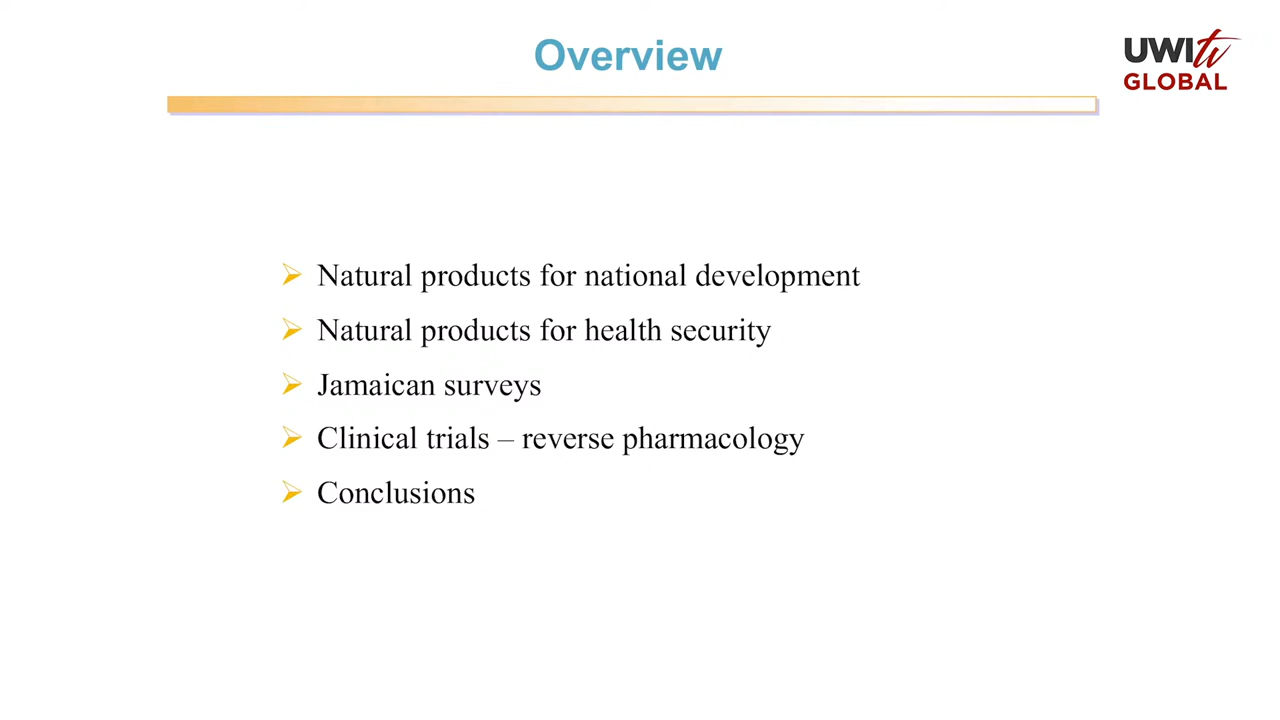 Overview
UWI tv
GLOBAL
Natural products for national development
Natural products for health security
Jamaican surveys
Clinical trials – reverse pharmacology
Conclusions